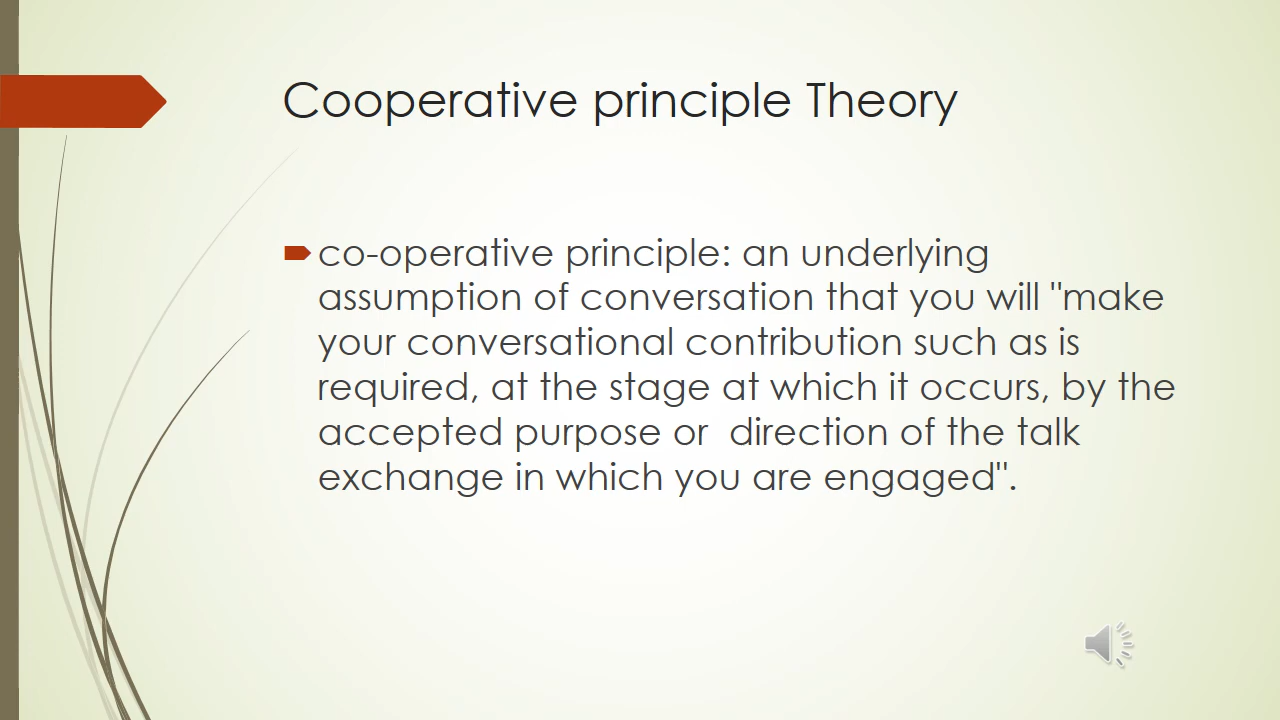 Cooperative principle Theory
co-operative principle: an underlying
assumption of conversation that you will "make
your conversational contribution such as is
required, at the stage at which it occurs, by the
accepted purpose or  direction of the talk
exchange in which you are engaged".